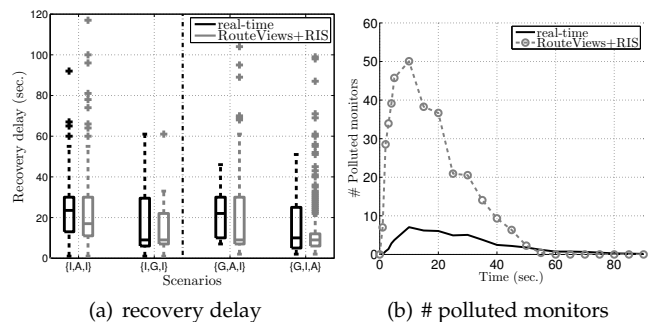 120
100
80
60
40
20
0
Recovery delay (sec.)
real-time
RouteViews+RIS
{I,A,I}
{I,G,I}
{G,A,I}
{G,I,A}
Scenarios
(a) recovery delay
60
50
40
30
20
10
0
# Polluted monitors
real-time
RouteViews+RIS
0 20 40 60 80
Time (sec.)
(b) # polluted monitors